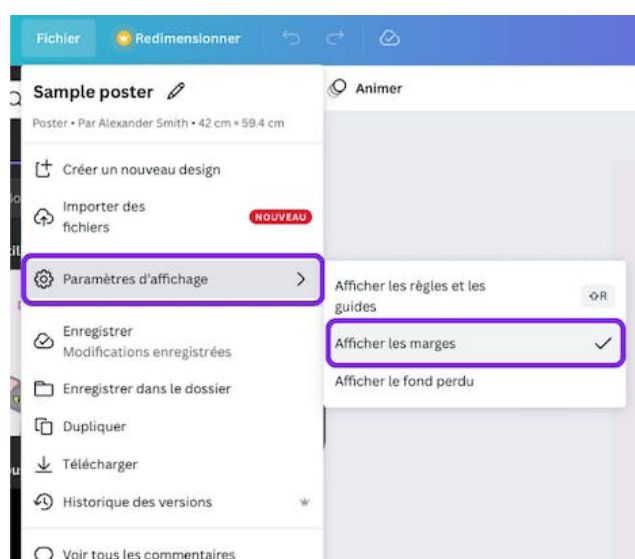 Fichier
Redimensionner
Sample poster
Animer
Poster • Par Alexander Smith • 42 cm × 59.4 cm
Créer un nouveau design
Importer des
fichiers
NOUVEAU
Paramètres d'affichage
Afficher les règles et les
guides
⇧R
Enregistrer
Modifications enregistrées
Afficher les marges
Afficher le fond perdu
Enregistrer dans le dossier
Dupliquer
Télécharger
Historique des versions
Voir tous les commentaires